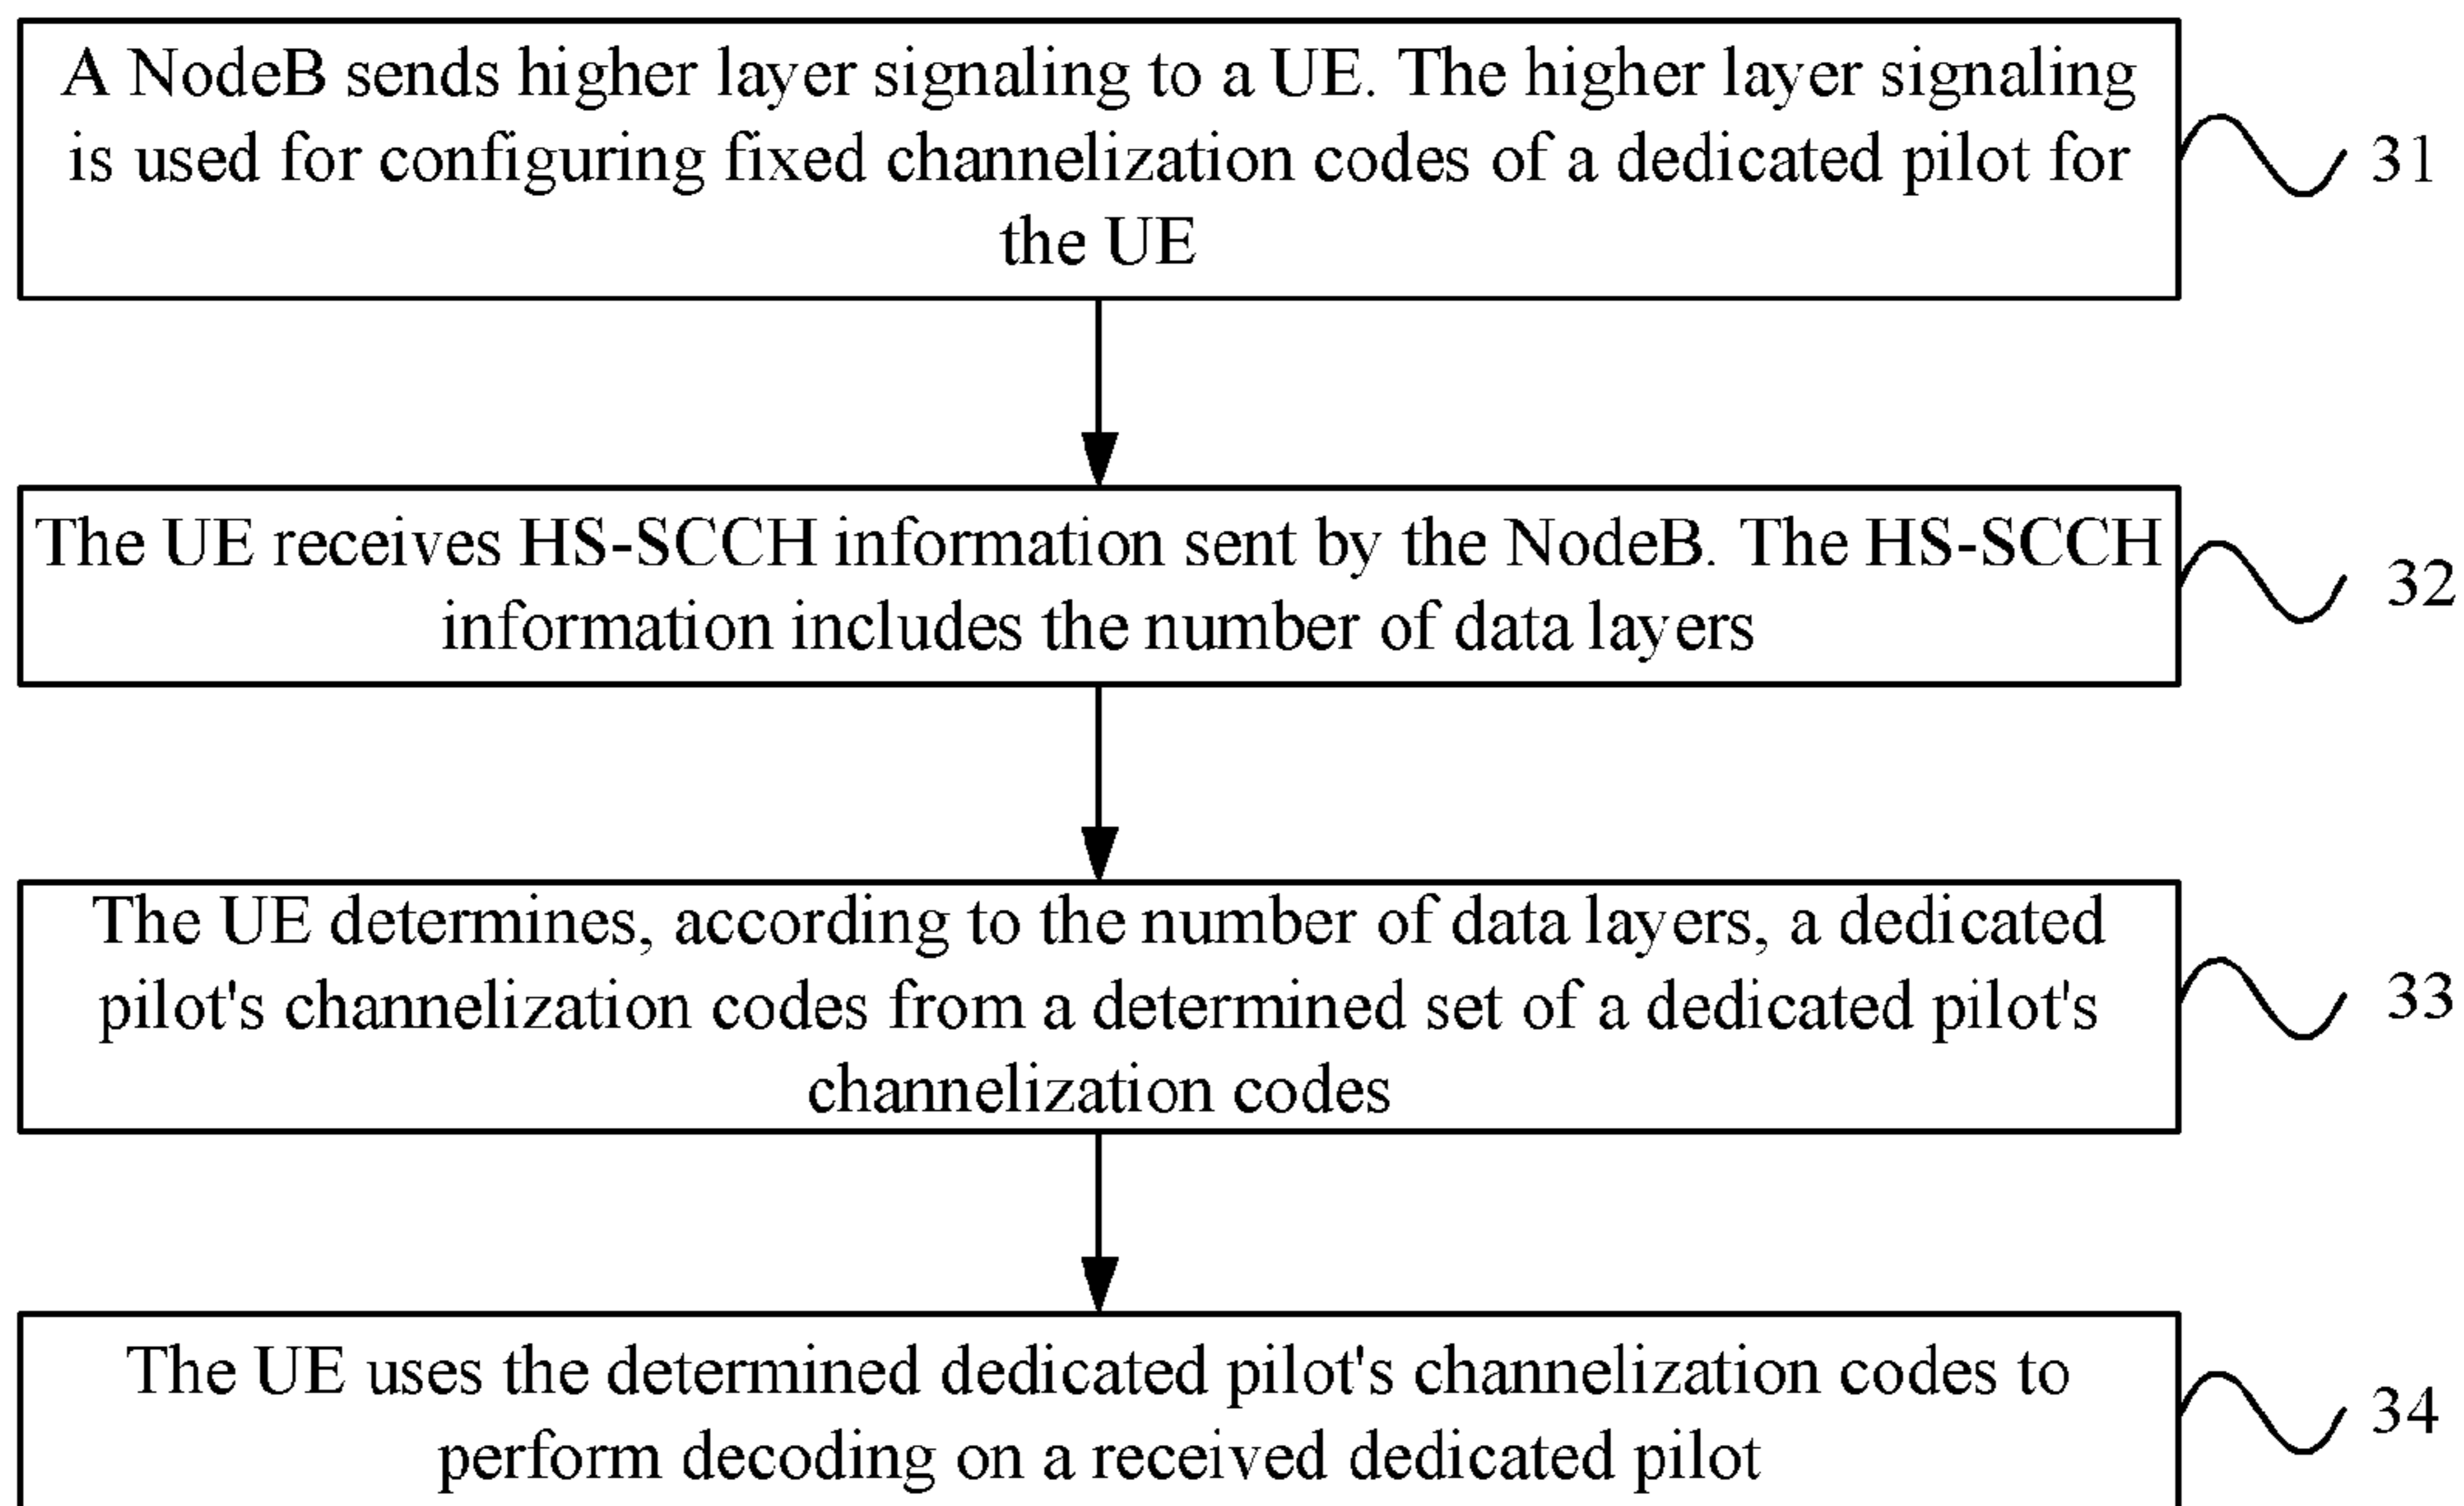 A NodeB sends higher layer signaling to a UE. The higher layer signaling
is used for configuring fixed channelization codes of a dedicated pilot for
the UE
31
The UE receives HS-SCCH information sent by the NodeB. The HS-SCCH
information includes the number of data layers
32
The UE determines, according to the number of data layers, a dedicated
pilot's channelization codes from a determined set of a dedicated pilot's
channelization codes
33
The UE uses the determined dedicated pilot's channelization codes to
perform decoding on a received dedicated pilot
34